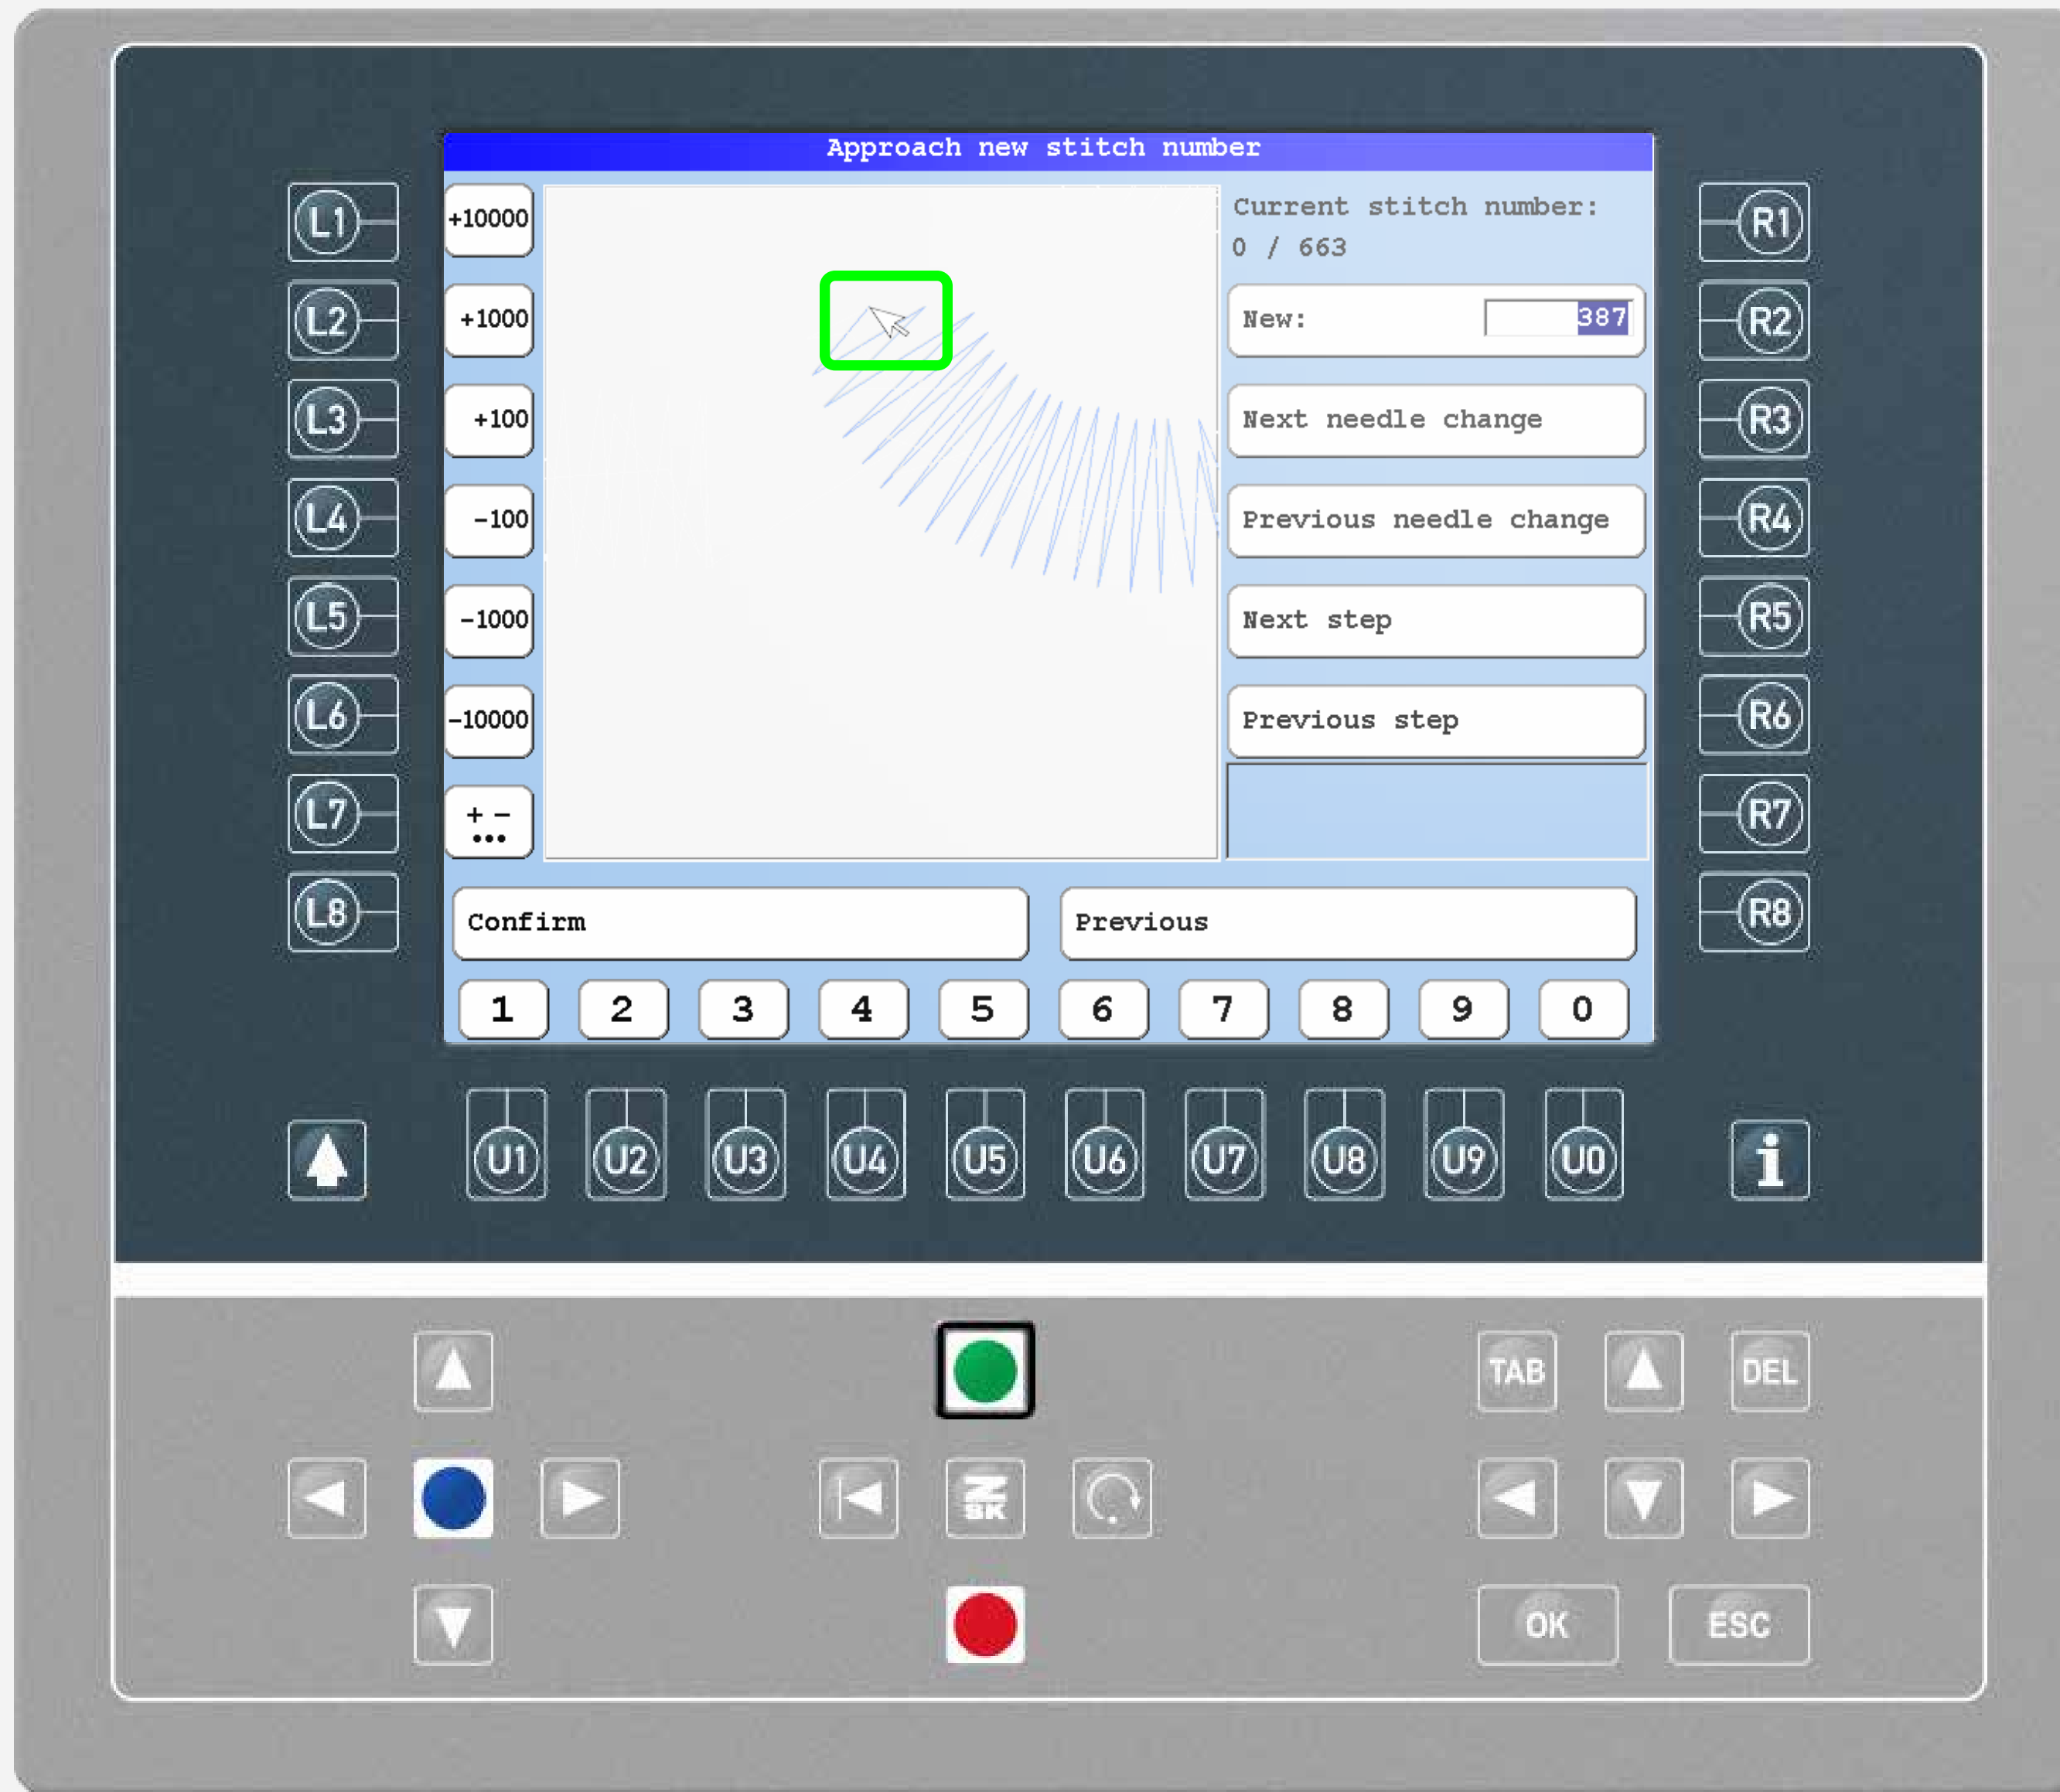 Approach new stitch number
L1
+10000
Current stitch number:
0 / 663
R1
L2
+1000
New: 387
R2
L3
+100
Next needle change
R3
L4
-100
Previous needle change
R4
L5
-1000
Next step
R5
L6
-10000
Previous step
R6
L7
+ -
•••
R7
L8
Confirm
Previous
R8
1 2 3 4 5 6 7 8 9 0
U1 U2 U3 U4 U5 U6 U7 U8 U9 U0
i
TAB
DEL
ZSK
OK
ESC